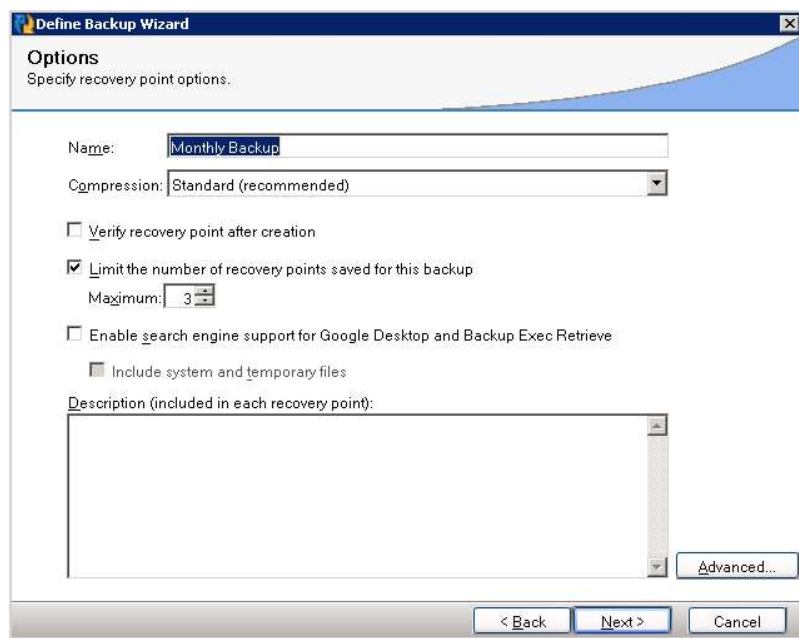 Define Backup Wizard
Options
Specify recovery point options.
Name: Monthly Backup
Compression: Standard (recommended)
Verify recovery point after creation
Limit the number of recovery points saved for this backup
Maximum: 3
Enable search engine support for Google Desktop and Backup Exec Retrieve
Include system and temporary files
Description (included in each recovery point):
Advanced...
< Back Next > Cancel